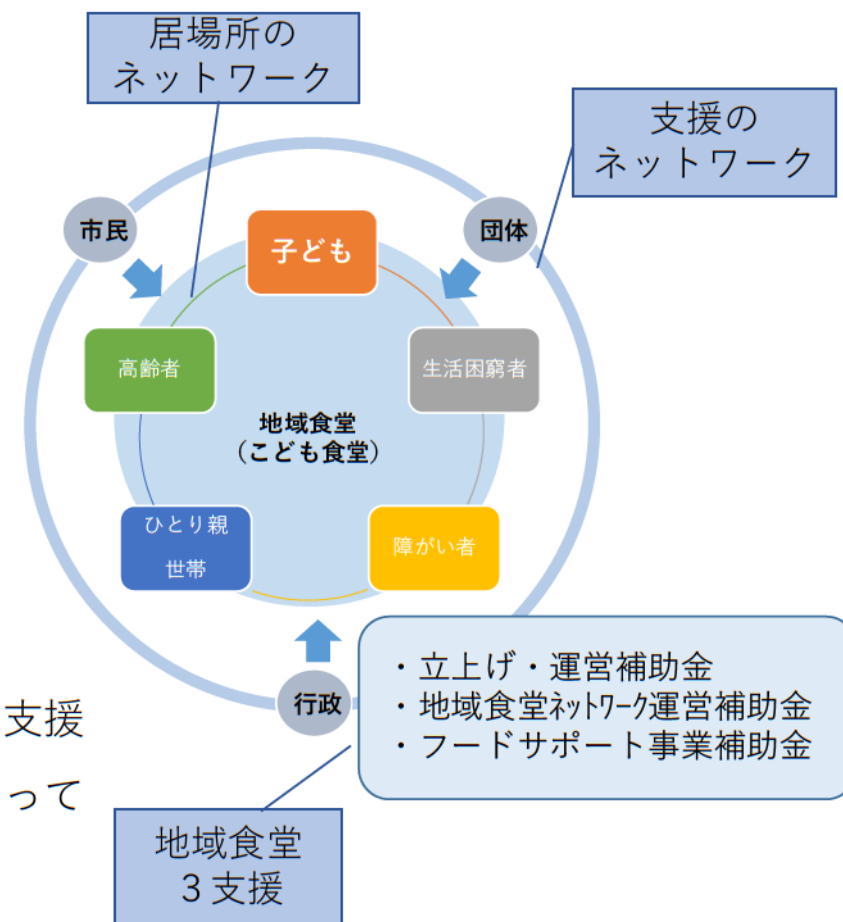 居場所の
ネットワーク
支援の
ネットワーク
市民
団体
子ども
高齢者
生活困窮者
地域食堂
（こども食堂）
ひとり親
世帯
障がい者
行政
・立上げ・運営補助金
・地域食堂ﾈｯﾄﾜｰｸ運営補助金
・フードサポート事業補助金
支援
って
地域食堂
３支援